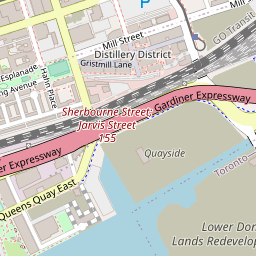 P
Mill Street
GO Transit
Distillery District
Gristmill Lane
Esplanade
Hahn Place
Avenue
Gardiner Expressway
Sherbourne Street;
Jarvis Street
155
Quayside
Expressway
Toronto
Queens Quay East
Lower Don
Lands Redevelop